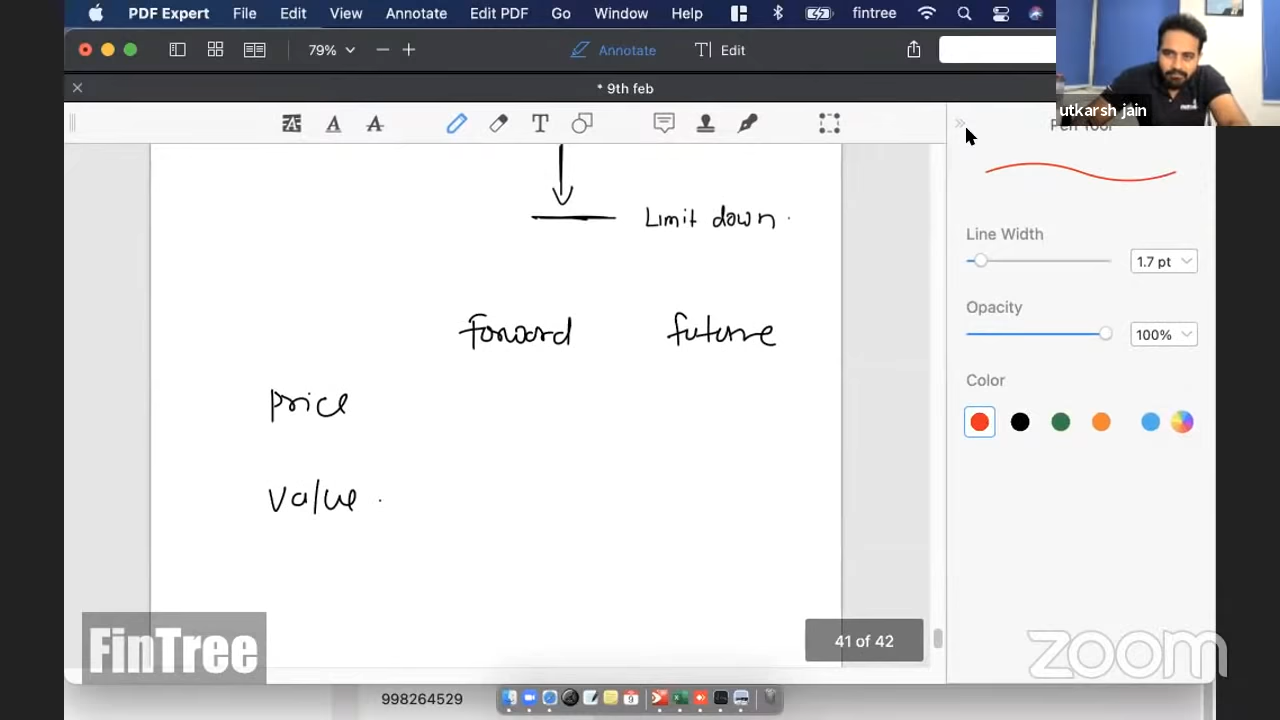 PDF Expert File Edit View Annotate Edit PDF Go Window Help fintree
79% Annotate Edit
* 9th feb
utkarsh jain
Pen Tool
Limit down
Line Width
1.7 pt
Opacity
forward future
100%
Color
price
value
41 of 42
FinTree
zoom
998264529